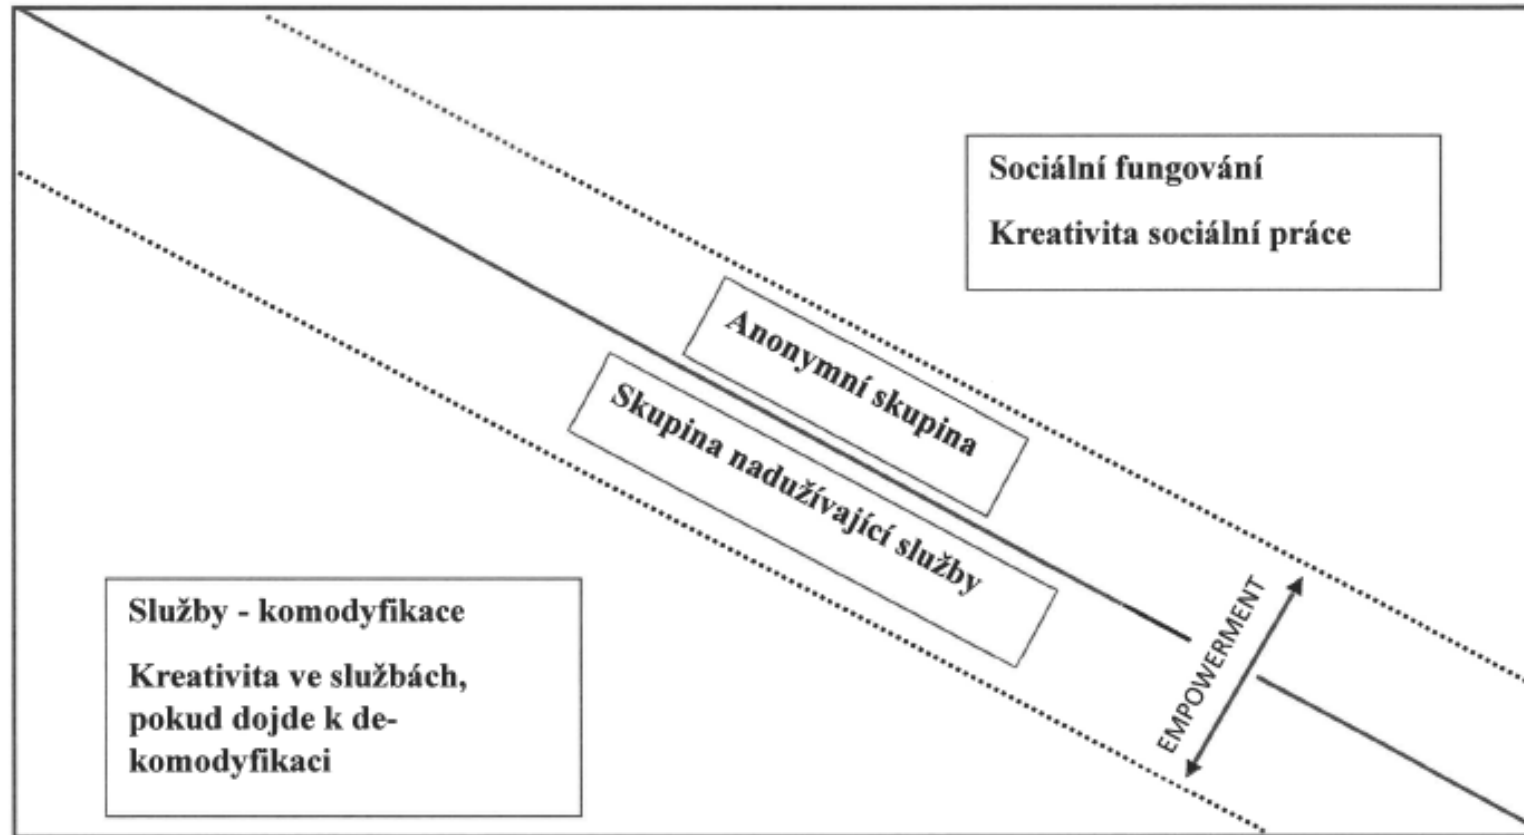 Sociální fungování
Kreativita sociální práce
Anonymní skupina
Skupina nadužívající služby
EMPOWERMENT
Služby - komodyfikace
Kreativita ve službách,
pokud dojde k de-
komodyfikaci